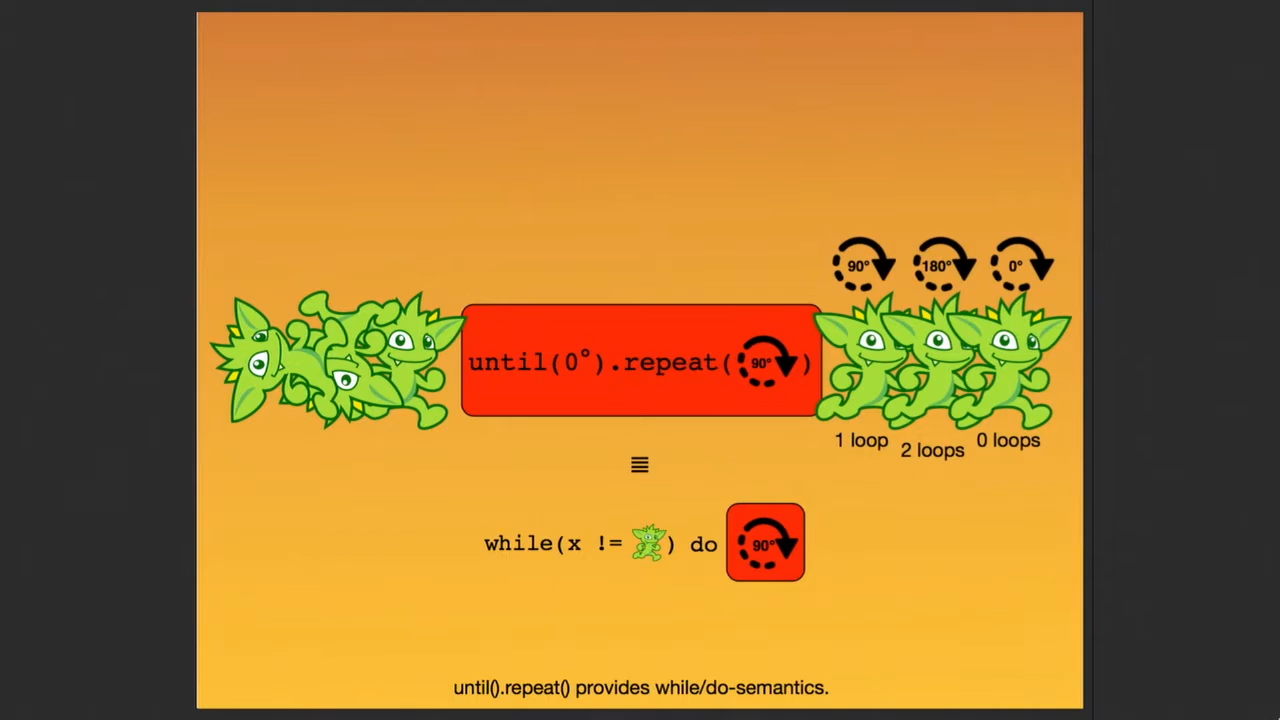 90° 180° 0°
until(0°).repeat( 90° )
1 loop 2 loops 0 loops
≡
while(x != ) do 90°
until().repeat() provides while/do-semantics.